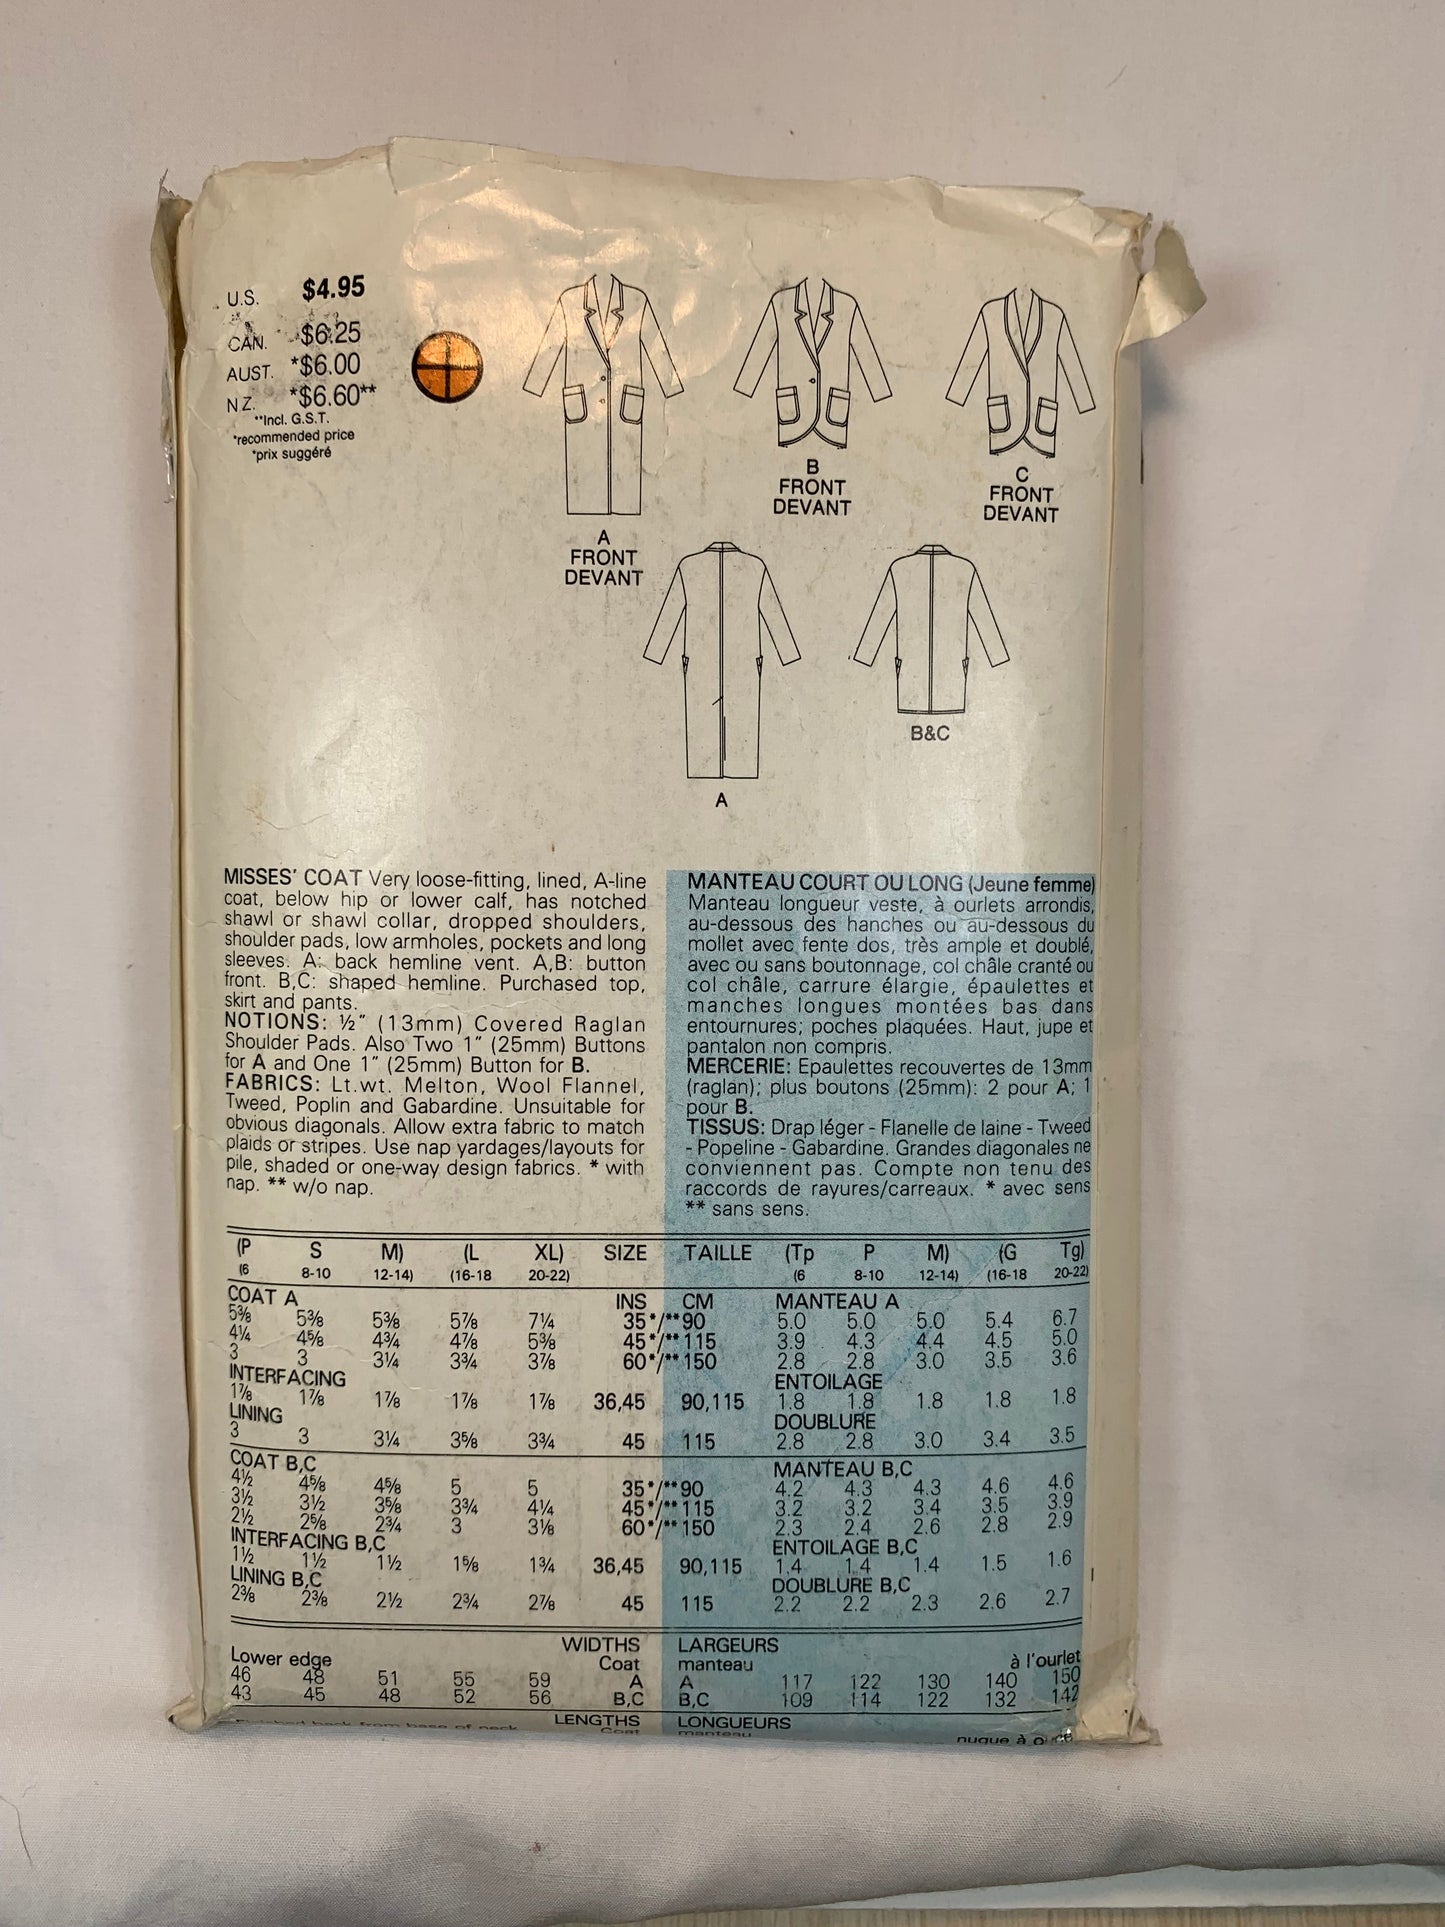 U.S. $4.95
CAN. $6.25
AUST. *$6.00
N.Z. *$6.60**
**Incl. G.S.T.
*recommended price
*prix suggéré
A
FRONT
DEVANT
B
FRONT
DEVANT
C
FRONT
DEVANT
A
B&C
MISSES' COAT Very loose-fitting, lined, A-line
coat, below hip or lower calf, has notched
shawl or shawl collar, dropped shoulders,
shoulder pads, low armholes, pockets and long
sleeves. A: back hemline vent. A,B: button
front. B,C: shaped hemline. Purchased top,
skirt and pants.
NOTIONS: ½" (13mm) Covered Raglan
Shoulder Pads. Also Two 1" (25mm) Buttons
for A and One 1" (25mm) Button for B.
FABRICS: Lt.wt. Melton, Wool Flannel,
Tweed, Poplin and Gabardine. Unsuitable for
obvious diagonals. Allow extra fabric to match
plaids or stripes. Use nap yardages/layouts for
pile, shaded or one-way design fabrics. * with
nap. ** w/o nap.
MANTEAU COURT OU LONG (Jeune femme)
Manteau longueur veste, à ourlets arrondis,
au-dessous des hanches ou au-dessous du
mollet avec fente dos, très ample et doublé,
avec ou sans boutonnage, col châle cranté ou
col châle, carrure élargie, épaulettes et
manches longues montées bas dans
entournures; poches plaquées. Haut, jupe et
pantalon non compris.
MERCERIE: Epaulettes recouvertes de 13mm
(raglan); plus boutons (25mm): 2 pour A; 1
pour B.
TISSUS: Drap léger - Flanelle de laine - Tweed
- Popeline - Gabardine. Grandes diagonales ne
conviennent pas. Compte non tenu des
raccords de rayures/carreaux. * avec sens
** sans sens.
(P S M) (L XL) SIZE TAILLE (Tp P M) (G Tg)
(6 8-10 12-14) (16-18 20-22) (6 8-10 12-14) (16-18 20-22)
COAT A INS CM MANTEAU A
5⅜ 5⅜ 5⅜ 5⅞ 7¼ 35*/**90 5.0 5.0 5.0 5.4 6.7
4¼ 4⅝ 4¾ 4⅞ 5⅜ 45*/**115 3.9 4.3 4.4 4.5 5.0
3 3 3¼ 3¾ 3⅞ 60*/**150 2.8 2.8 3.0 3.5 3.6
INTERFACING ENTOILAGE
1⅞ 1⅞ 1⅞ 1⅞ 1⅞ 36,45 90,115 1.8 1.8 1.8 1.8 1.8
LINING DOUBLURE
3 3 3¼ 3⅝ 3¾ 45 115 2.8 2.8 3.0 3.4 3.5
COAT B,C MANTEAU B,C
4½ 4⅝ 4⅝ 5 5 35*/**90 4.2 4.3 4.3 4.6 4.6
3½ 3½ 3⅝ 3¾ 4¼ 45*/**115 3.2 3.2 3.4 3.5 3.9
2½ 2⅝ 2¾ 3 3⅛ 60*/**150 2.3 2.4 2.6 2.8 2.9
INTERFACING B,C ENTOILAGE B,C
1½ 1½ 1½ 1⅝ 1¾ 36,45 90,115 1.4 1.4 1.4 1.5 1.6
LINING B,C DOUBLURE B,C
2⅜ 2⅜ 2½ 2¾ 2⅞ 45 115 2.2 2.2 2.3 2.6 2.7
WIDTHS LARGEURS
Lower edge Coat manteau à l'ourlet
46 48 51 55 59 A A 117 122 130 140 150
43 45 48 52 56 B,C B,C 109 114 122 132 142
LENGTHS LONGUEURS
Finished back from base of neck Coat manteau nuque à